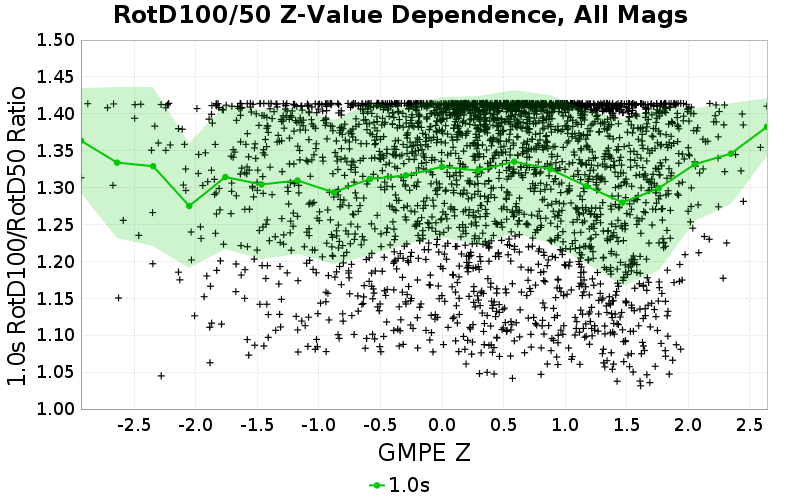 RotD100/50 Z-Value Dependence, All Mags
1.0s RotD100/RotD50 Ratio
1.50
1.45
1.40
1.35
1.30
1.25
1.20
1.15
1.10
1.05
1.00
-2.5 -2.0 -1.5 -1.0 -0.5 0.0 0.5 1.0 1.5 2.0 2.5
GMPE Z
1.0s